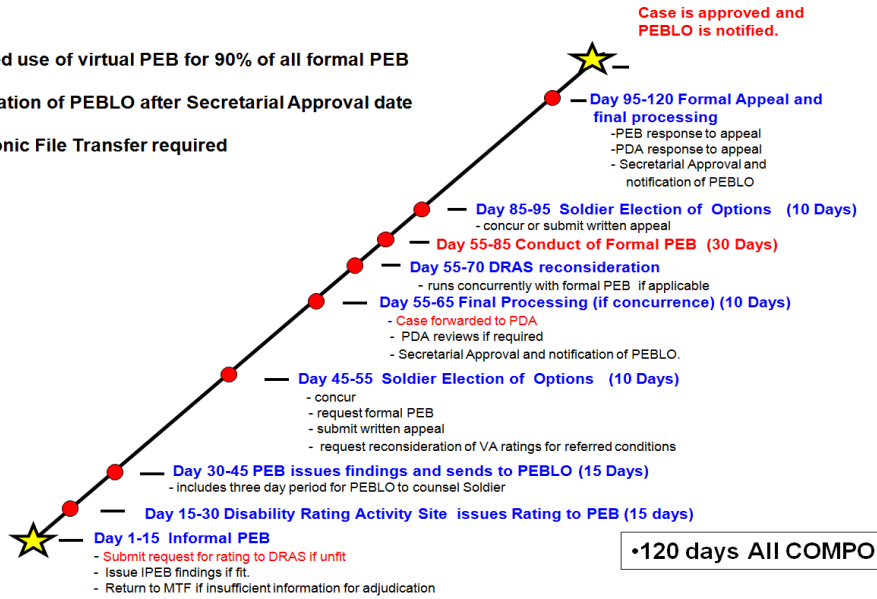 Case is approved and
PEBLO is notified.
ed use of virtual PEB for 90% of all formal PEB
ation of PEBLO after Secretarial Approval date
onic File Transfer required
Day 95-120 Formal Appeal and
final processing
-PEB response to appeal
-PDA response to appeal
- Secretarial Approval and
notification of PEBLO
Day 85-95 Soldier Election of Options (10 Days)
- concur or submit written appeal
Day 55-85 Conduct of Formal PEB (30 Days)
Day 55-70 DRAS reconsideration
- runs concurrently with formal PEB if applicable
Day 55-65 Final Processing (if concurrence) (10 Days)
- Case forwarded to PDA
- PDA reviews if required
- Secretarial Approval and notification of PEBLO.
Day 45-55 Soldier Election of Options (10 Days)
- concur
- request formal PEB
- submit written appeal
- request reconsideration of VA ratings for referred conditions
Day 30-45 PEB issues findings and sends to PEBLO (15 Days)
- includes three day period for PEBLO to counsel Soldier
Day 15-30 Disability Rating Activity Site issues Rating to PEB (15 days)
Day 1-15 Informal PEB
- Submit request for rating to DRAS if unfit
- Issue IPEB findings if fit.
- Return to MTF if insufficient information for adjudication
•120 days All COMPO